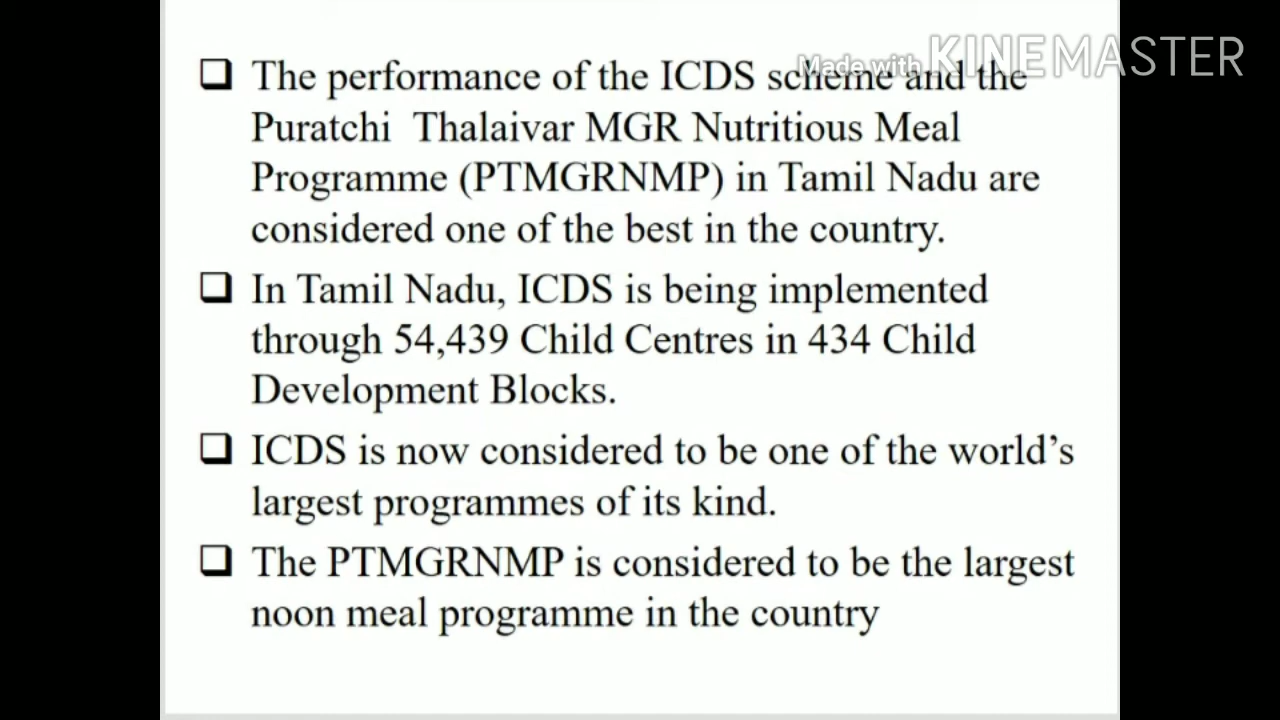 Made with KINEMASTER
❑ The performance of the ICDS scheme and the
Puratchi Thalaivar MGR Nutritious Meal
Programme (PTMGRNMP) in Tamil Nadu are
considered one of the best in the country.
❑ In Tamil Nadu, ICDS is being implemented
through 54,439 Child Centres in 434 Child
Development Blocks.
❑ ICDS is now considered to be one of the world’s
largest programmes of its kind.
❑ The PTMGRNMP is considered to be the largest
noon meal programme in the country